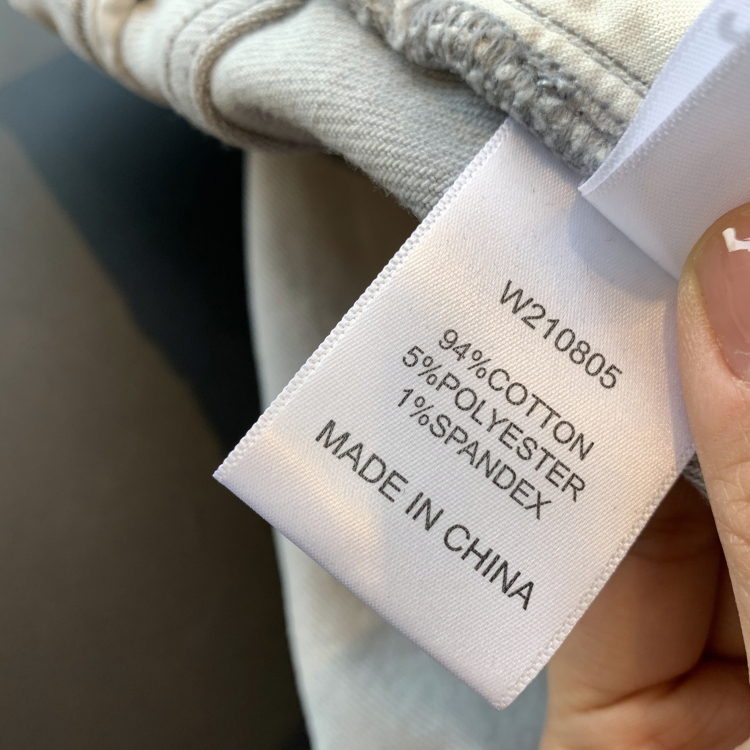 W210805
94%COTTON
5%POLYESTER
1%SPANDEX
MADE IN CHINA